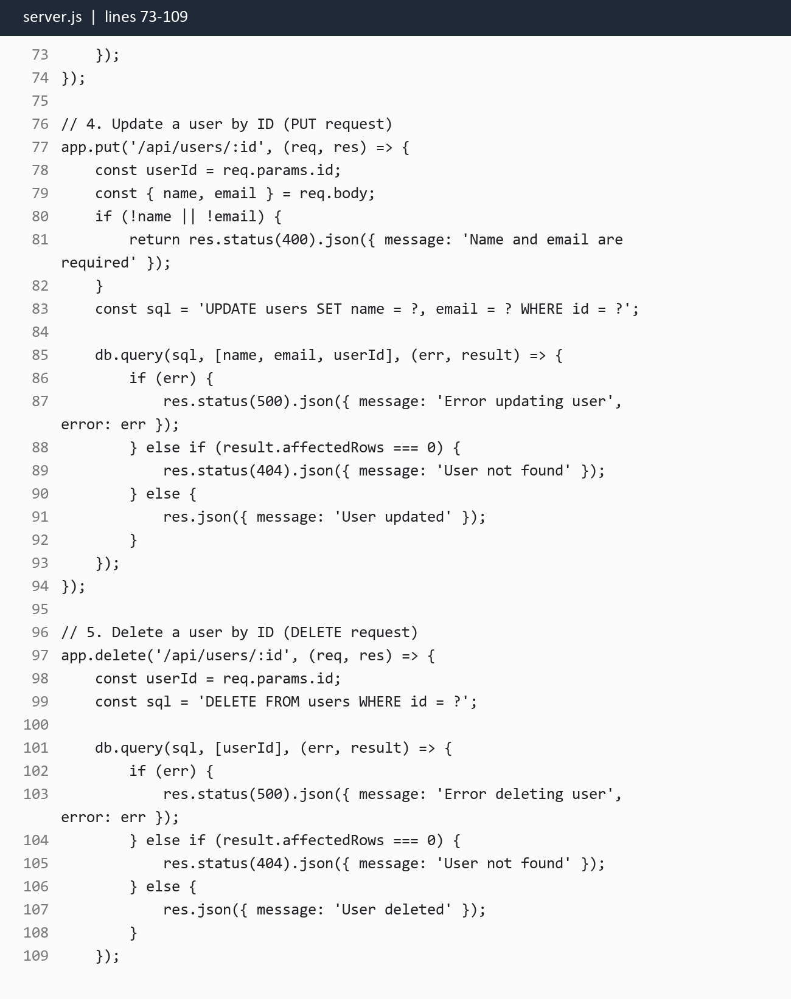 server.js | lines 73-109
73     });
74 });
75
76 // 4. Update a user by ID (PUT request)
77 app.put('/api/users/:id', (req, res) => {
78     const userId = req.params.id;
79     const { name, email } = req.body;
80     if (!name || !email) {
81         return res.status(400).json({ message: 'Name and email are
required' });
82     }
83     const sql = 'UPDATE users SET name = ?, email = ? WHERE id = ?';
84
85     db.query(sql, [name, email, userId], (err, result) => {
86         if (err) {
87             res.status(500).json({ message: 'Error updating user',
error: err });
88         } else if (result.affectedRows === 0) {
89             res.status(404).json({ message: 'User not found' });
90         } else {
91             res.json({ message: 'User updated' });
92         }
93     });
94 });
95
96 // 5. Delete a user by ID (DELETE request)
97 app.delete('/api/users/:id', (req, res) => {
98     const userId = req.params.id;
99     const sql = 'DELETE FROM users WHERE id = ?';
100
101     db.query(sql, [userId], (err, result) => {
102         if (err) {
103             res.status(500).json({ message: 'Error deleting user',
error: err });
104         } else if (result.affectedRows === 0) {
105             res.status(404).json({ message: 'User not found' });
106         } else {
107             res.json({ message: 'User deleted' });
108         }
109     });